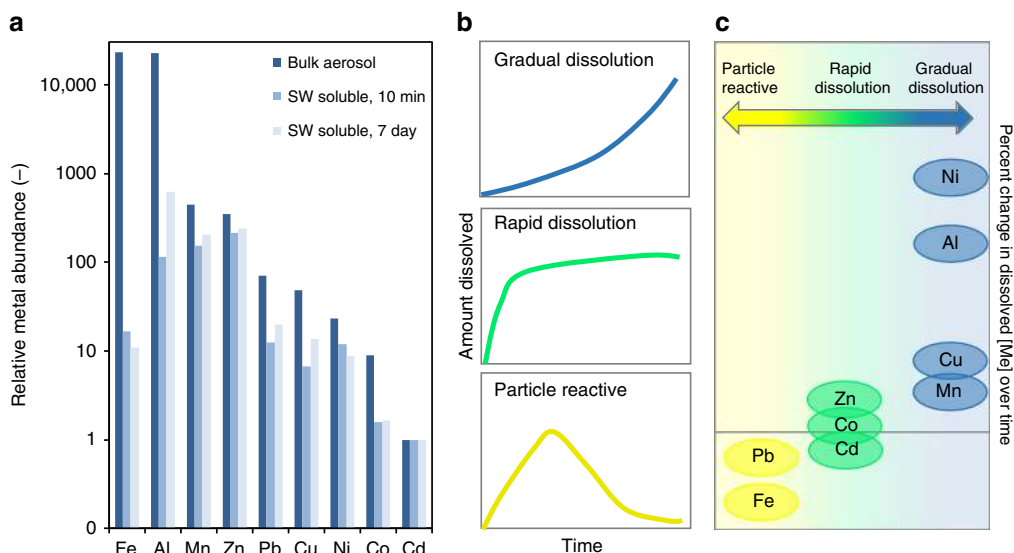 a
Relative metal abundance (–)
10,000
1000
100
10
1
0
Bulk aerosol
SW soluble, 10 min
SW soluble, 7 day
Fe Al Mn Zn Pb Cu Ni Co Cd
b
Amount dissolved
Gradual dissolution
Rapid dissolution
Particle reactive
Time
c
Particle
reactive
Rapid
dissolution
Gradual
dissolution
Ni
Al
Cu
Mn
Zn
Co
Cd
Pb
Fe
Percent change in dissolved [Me] over time